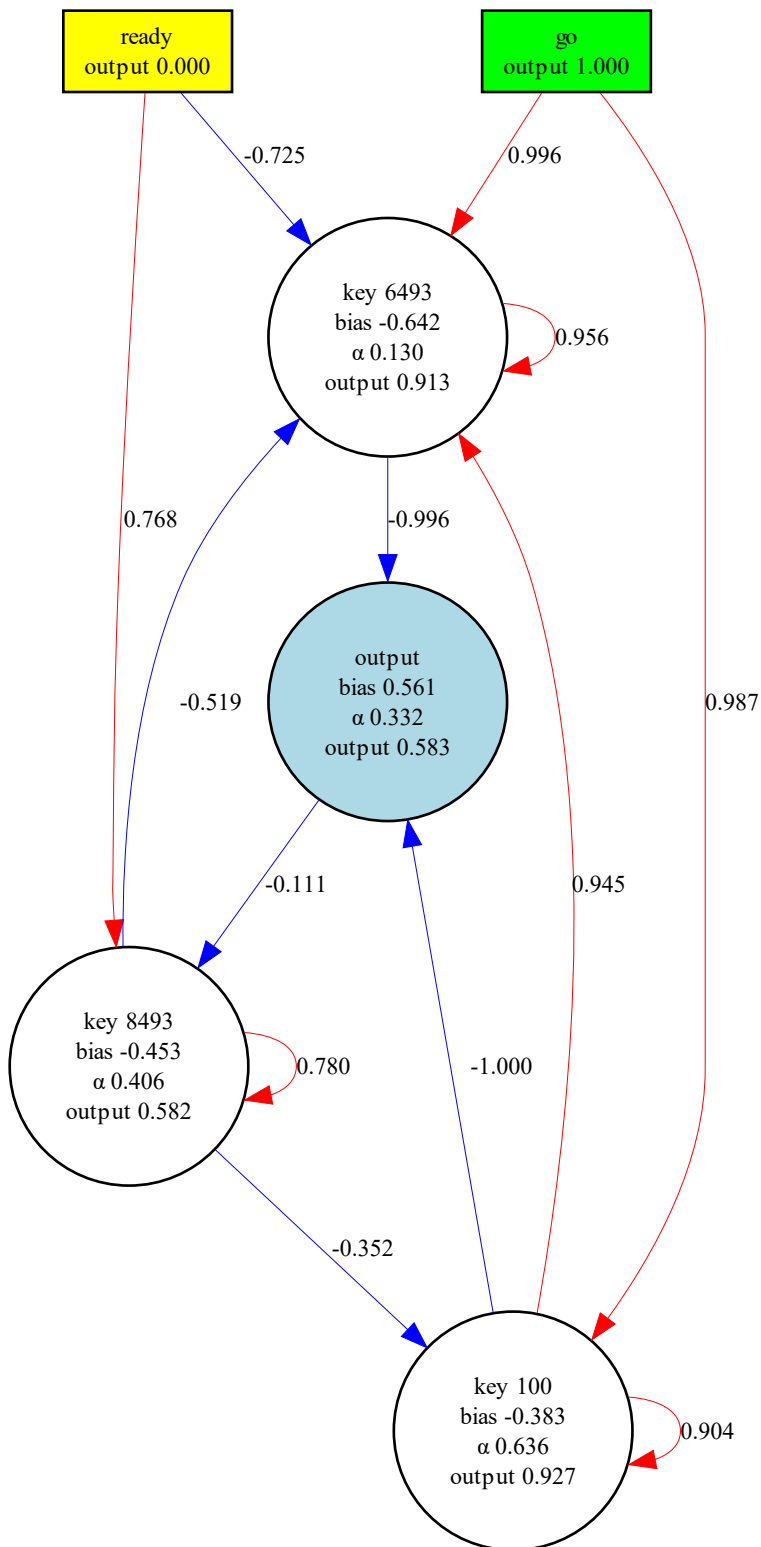 ready
output 0.000
go
output 1.000
-0.725
0.996
key 6493
bias -0.642
α 0.130
output 0.913
0.956
0.768
-0.996
output
bias 0.561
α 0.332
output 0.583
-0.519
0.987
-0.111
0.945
key 8493
bias -0.453
α 0.406
output 0.582
0.780
-1.000
-0.352
key 100
bias -0.383
α 0.636
output 0.927
0.904